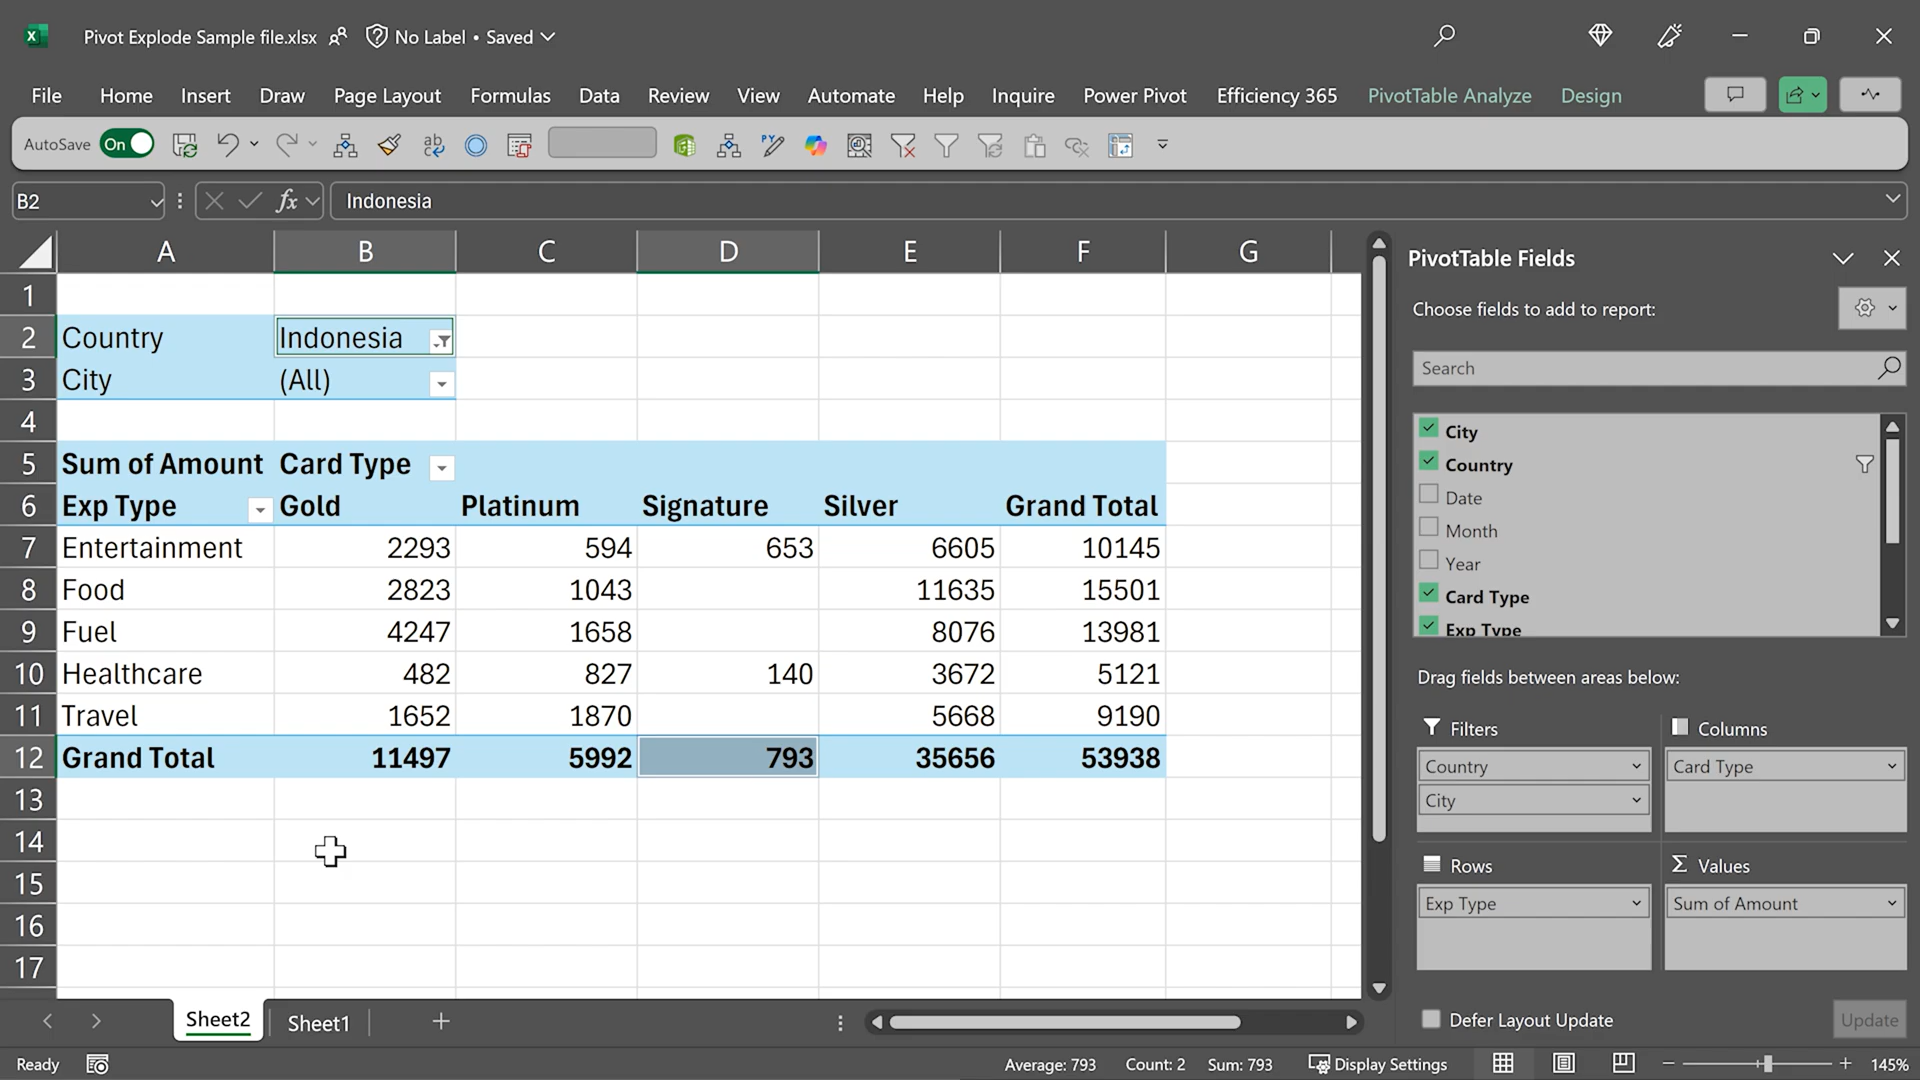 Pivot Explode Sample file.xlsx No Label • Saved
File Home Insert Draw Page Layout Formulas Data Review View Automate Help Inquire Power Pivot Efficiency 365 PivotTable Analyze Design
AutoSave On
B2 fx Indonesia
A B C D E F G
1
2 Country Indonesia
3 City (All)
4
5 Sum of Amount Card Type
6 Exp Type Gold Platinum Signature Silver Grand Total
7 Entertainment 2293 594 653 6605 10145
8 Food 2823 1043 11635 15501
9 Fuel 4247 1658 8076 13981
10 Healthcare 482 827 140 3672 5121
11 Travel 1652 1870 5668 9190
12 Grand Total 11497 5992 793 35656 53938
13
14
15
16
17
PivotTable Fields
Choose fields to add to report:
Search
City
Country
Date
Month
Year
Card Type
Exp Type
Drag fields between areas below:
Filters
Country
City
Columns
Card Type
Rows
Exp Type
Σ Values
Sum of Amount
Defer Layout Update Update
Sheet2 Sheet1
Ready Average: 793 Count: 2 Sum: 793 Display Settings 145%